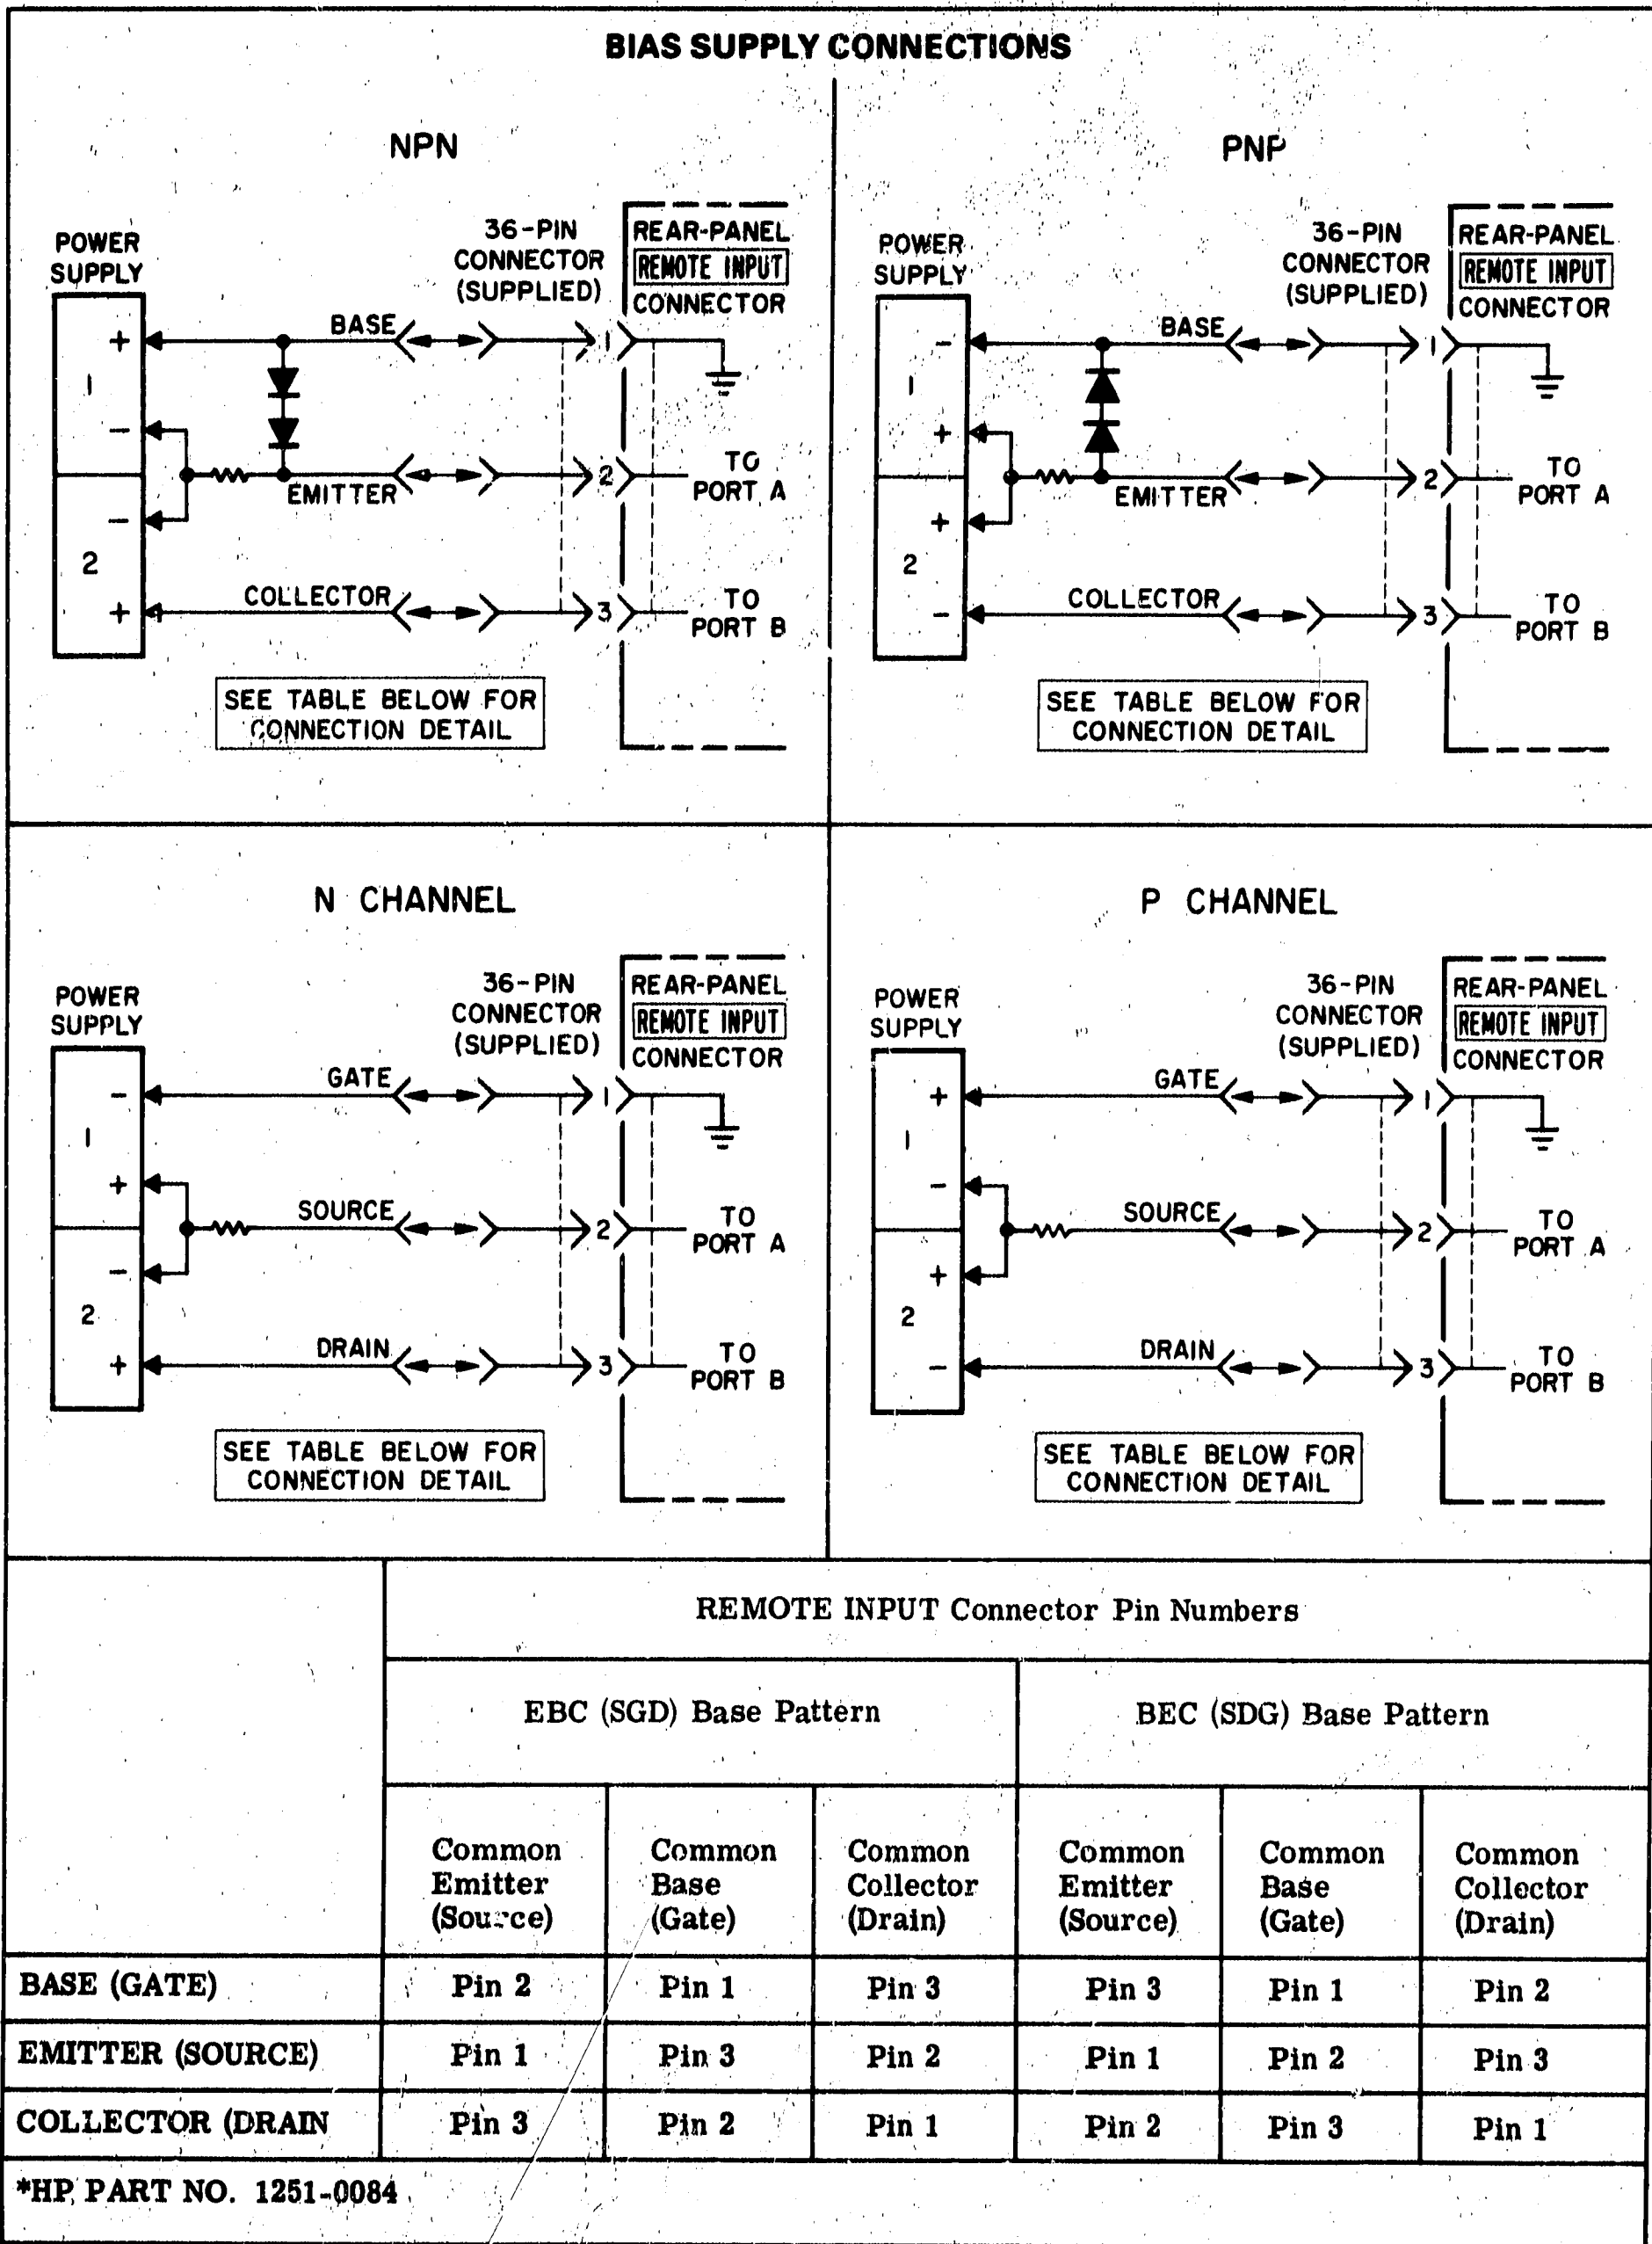 BIAS SUPPLY CONNECTIONS
NPN
POWER
SUPPLY
36-PIN
CONNECTOR
(SUPPLIED)
REAR-PANEL
REMOTE INPUT
CONNECTOR
+
BASE
1
1
-
EMITTER
2
TO
PORT A
-
2
+
COLLECTOR
3
TO
PORT B
SEE TABLE BELOW FOR
CONNECTION DETAIL
PNP
POWER
SUPPLY
36-PIN
CONNECTOR
(SUPPLIED)
REAR-PANEL
REMOTE INPUT
CONNECTOR
-
BASE
1
1
+
EMITTER
2
TO
PORT A
+
2
-
COLLECTOR
3
TO
PORT B
SEE TABLE BELOW FOR
CONNECTION DETAIL
N CHANNEL
POWER
SUPPLY
36-PIN
CONNECTOR
(SUPPLIED)
REAR-PANEL
REMOTE INPUT
CONNECTOR
-
GATE
1
1
+
SOURCE
2
TO
PORT A
-
2
+
DRAIN
3
TO
PORT B
SEE TABLE BELOW FOR
CONNECTION DETAIL
P CHANNEL
POWER
SUPPLY
36-PIN
CONNECTOR
(SUPPLIED)
REAR-PANEL
REMOTE INPUT
CONNECTOR
+
GATE
1
1
-
SOURCE
2
TO
PORT A
+
2
-
DRAIN
3
TO
PORT B
SEE TABLE BELOW FOR
CONNECTION DETAIL
REMOTE INPUT Connector Pin Numbers
EBC (SGD) Base Pattern
BEC (SDG) Base Pattern
Common
Emitter
(Source)
Common
Base
(Gate)
Common
Collector
(Drain)
Common
Emitter
(Source)
Common
Base
(Gate)
Common
Collector
(Drain)
BASE (GATE) Pin 2 Pin 1 Pin 3 Pin 3 Pin 1 Pin 2
EMITTER (SOURCE) Pin 1 Pin 3 Pin 2 Pin 1 Pin 2 Pin 3
COLLECTOR (DRAIN Pin 3 Pin 2 Pin 1 Pin 2 Pin 3 Pin 1
*HP PART NO. 1251-0084